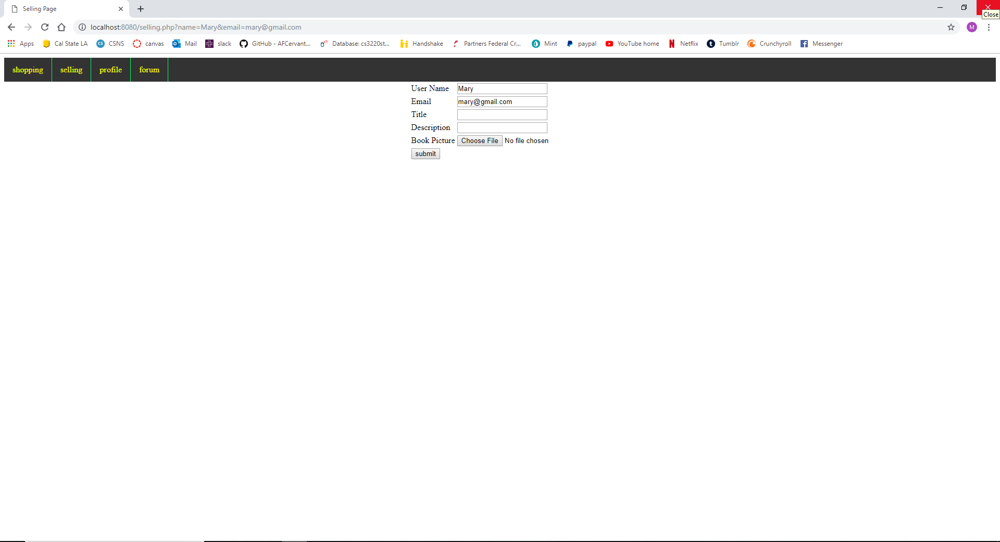 Selling Page
Close
localhost:8080/selling.php?name=Mary&email=mary@gmail.com
M
Apps Cal State LA CS CSNS canvas Mail slack GitHub - AFCervant... Database: cs3220st... Handshake Partners Federal Cr... Mint paypal YouTube home Netflix Tumblr Crunchyroll Messenger
shopping selling profile forum
User Name Mary
Email mary@gmail.com
Title
Description
Book Picture Choose File No file chosen
submit